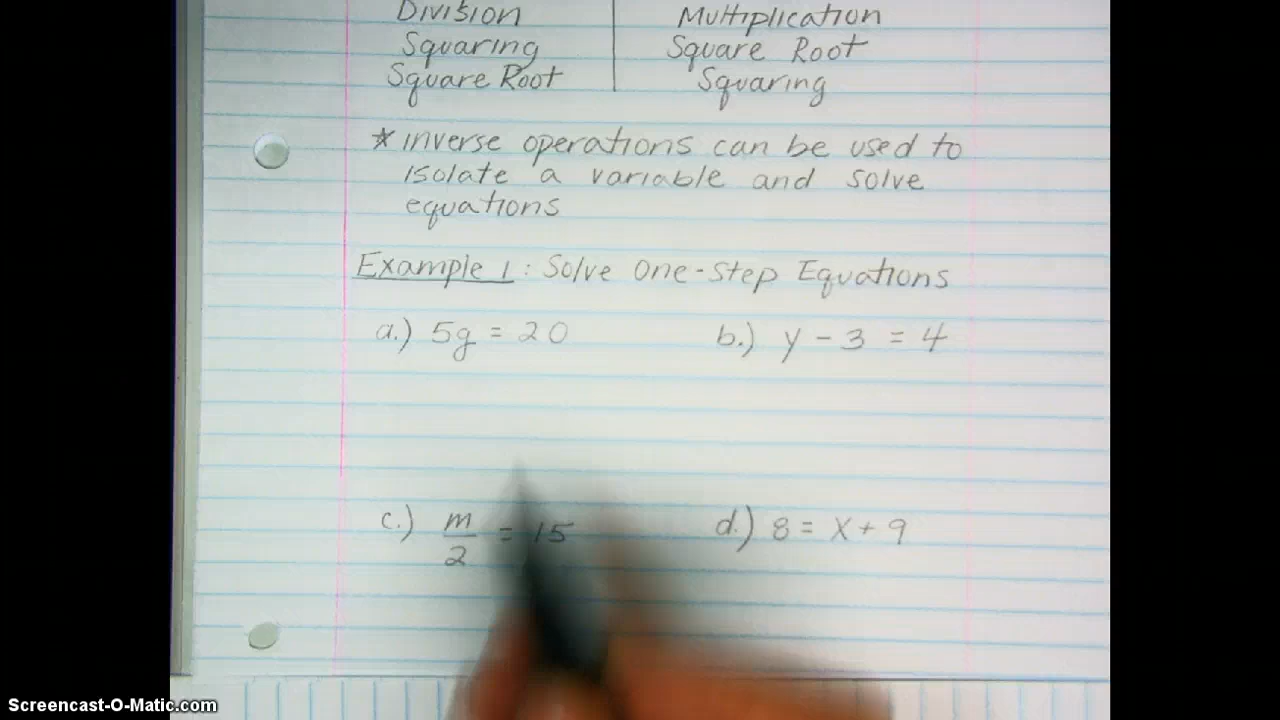 Division Multiplication
Squaring Square Root
Square Root Squaring
* inverse operations can be used to
isolate a variable and solve
equations
Example 1: Solve One-Step Equations
a.) 5g = 20 b.) y - 3 = 4
c.) m/2 = 15 d.) 8 = x + 9
Screencast-O-Matic.com